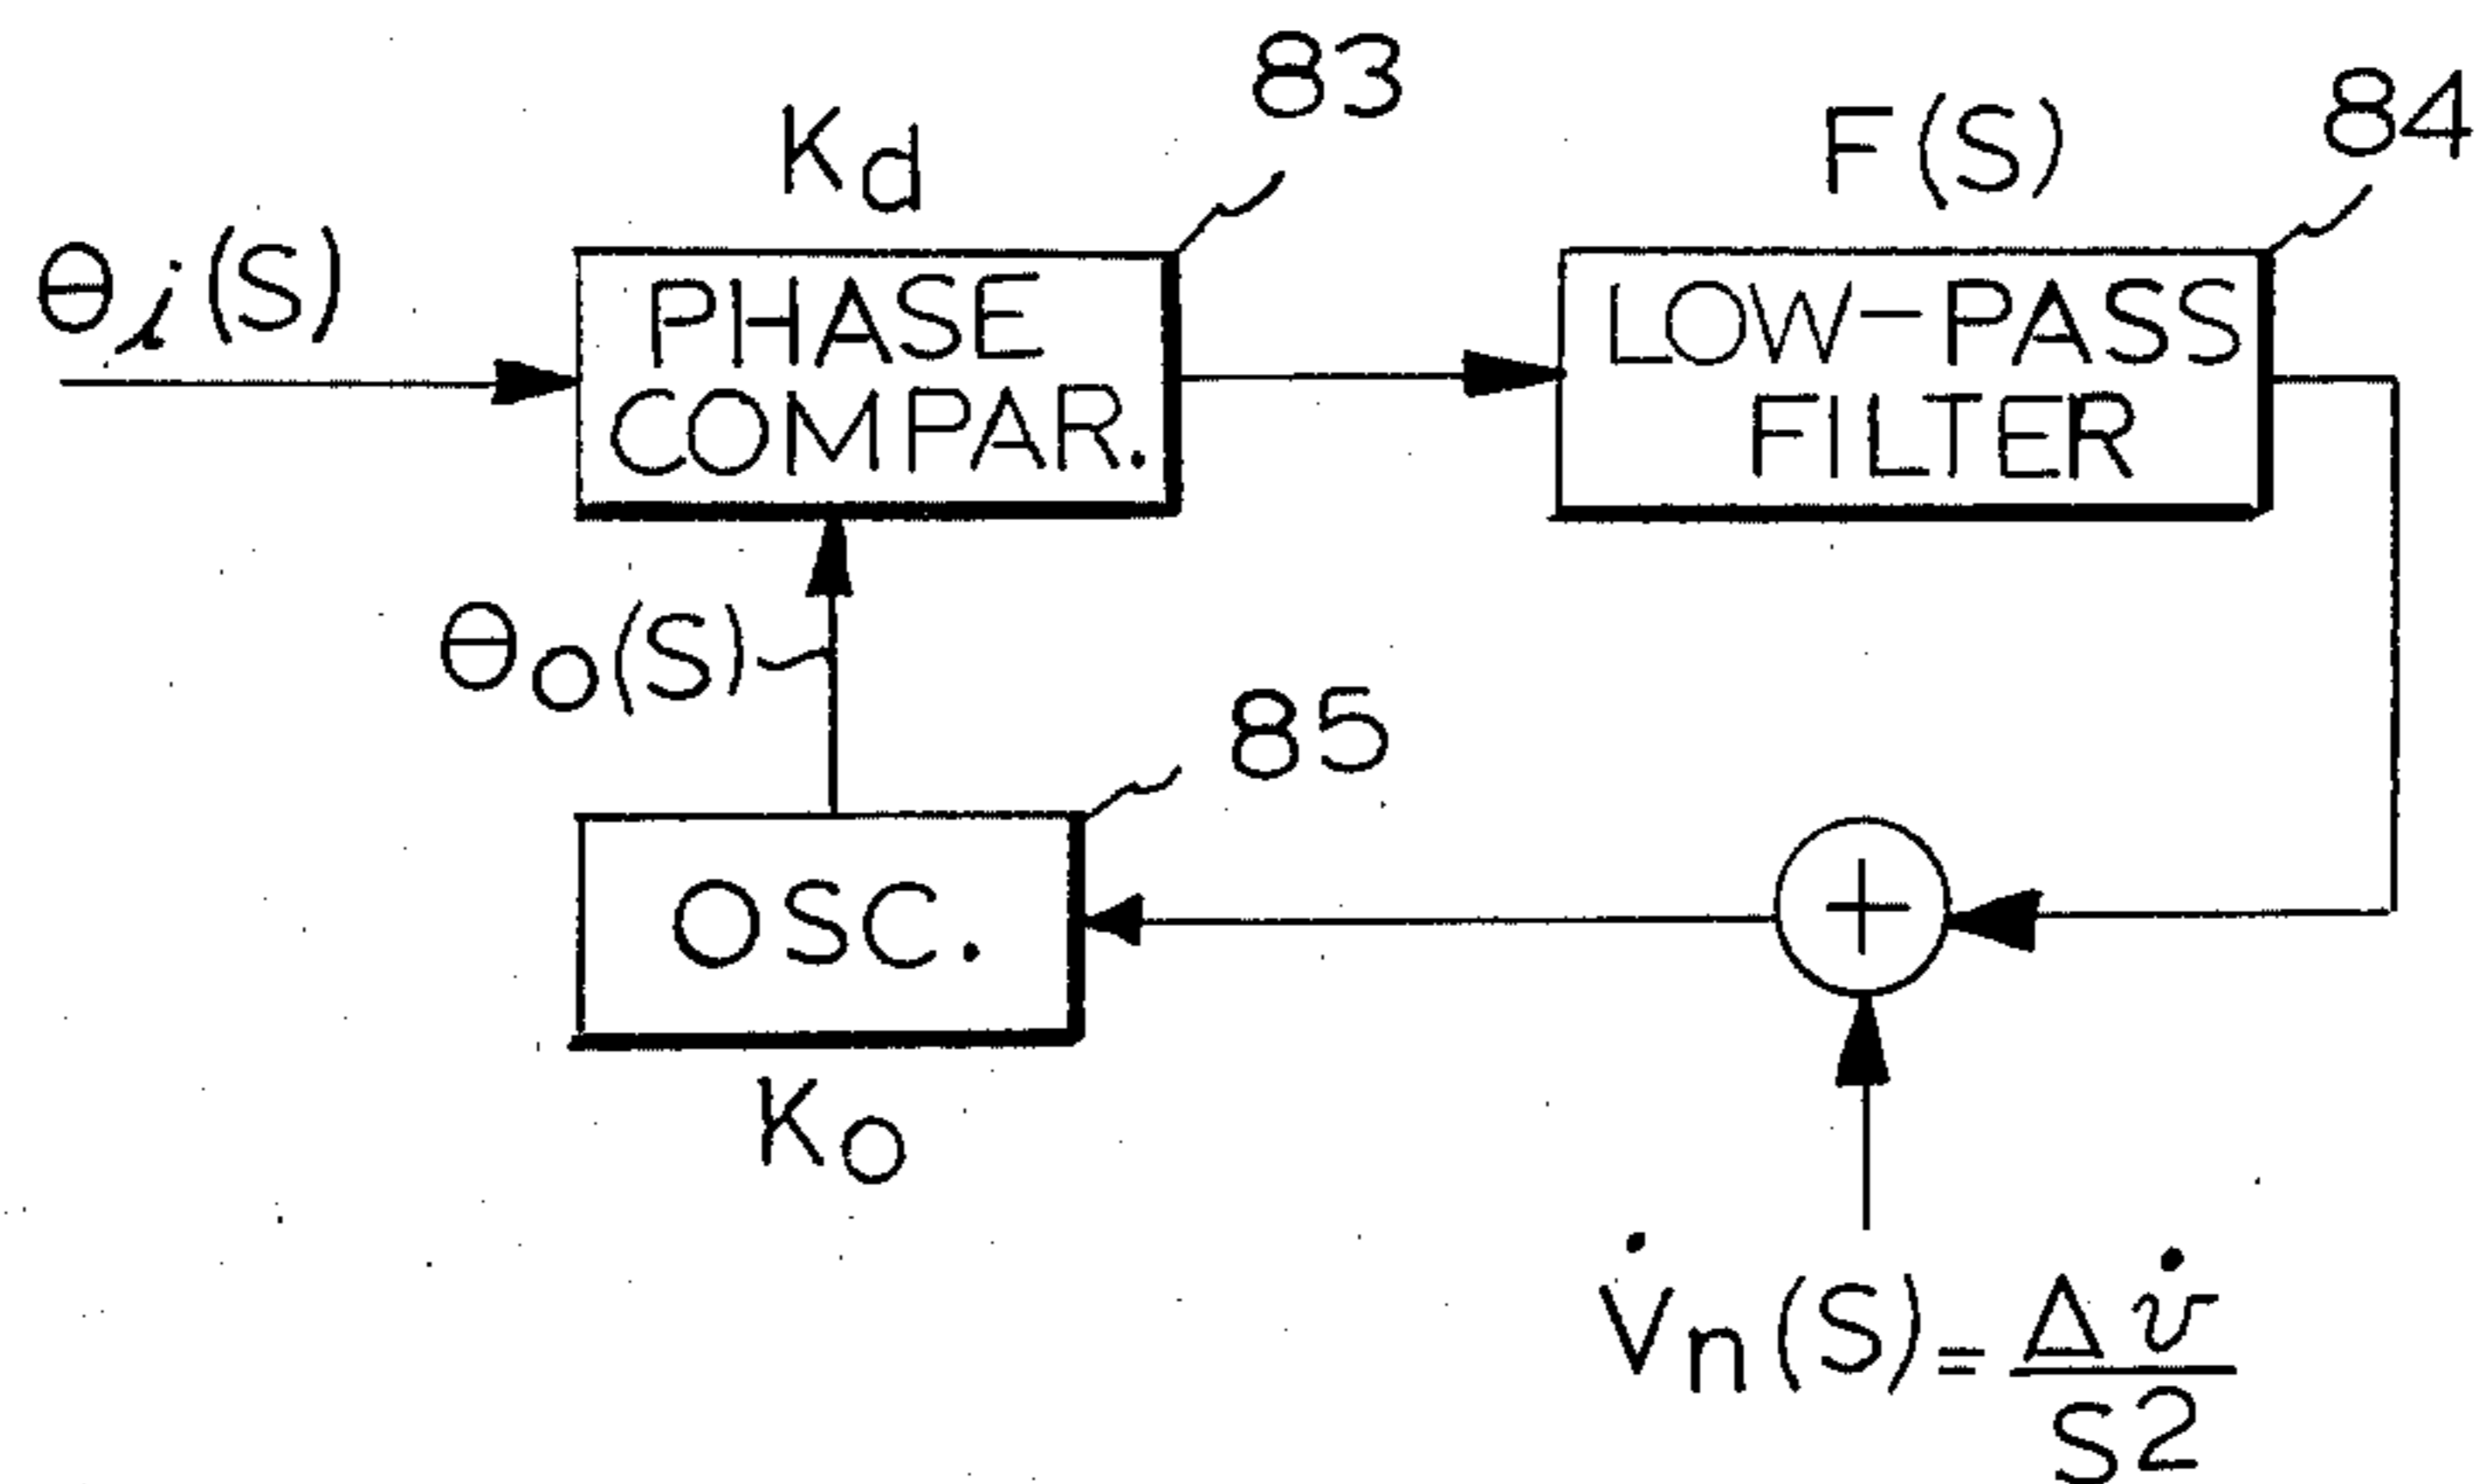 83
84
Kd
F(S)
θi(S)
PHASE
COMPAR.
LOW-PASS
FILTER
θo(S)
85
OSC.
+
Ko
V̇n(S)=Δv̇/S²